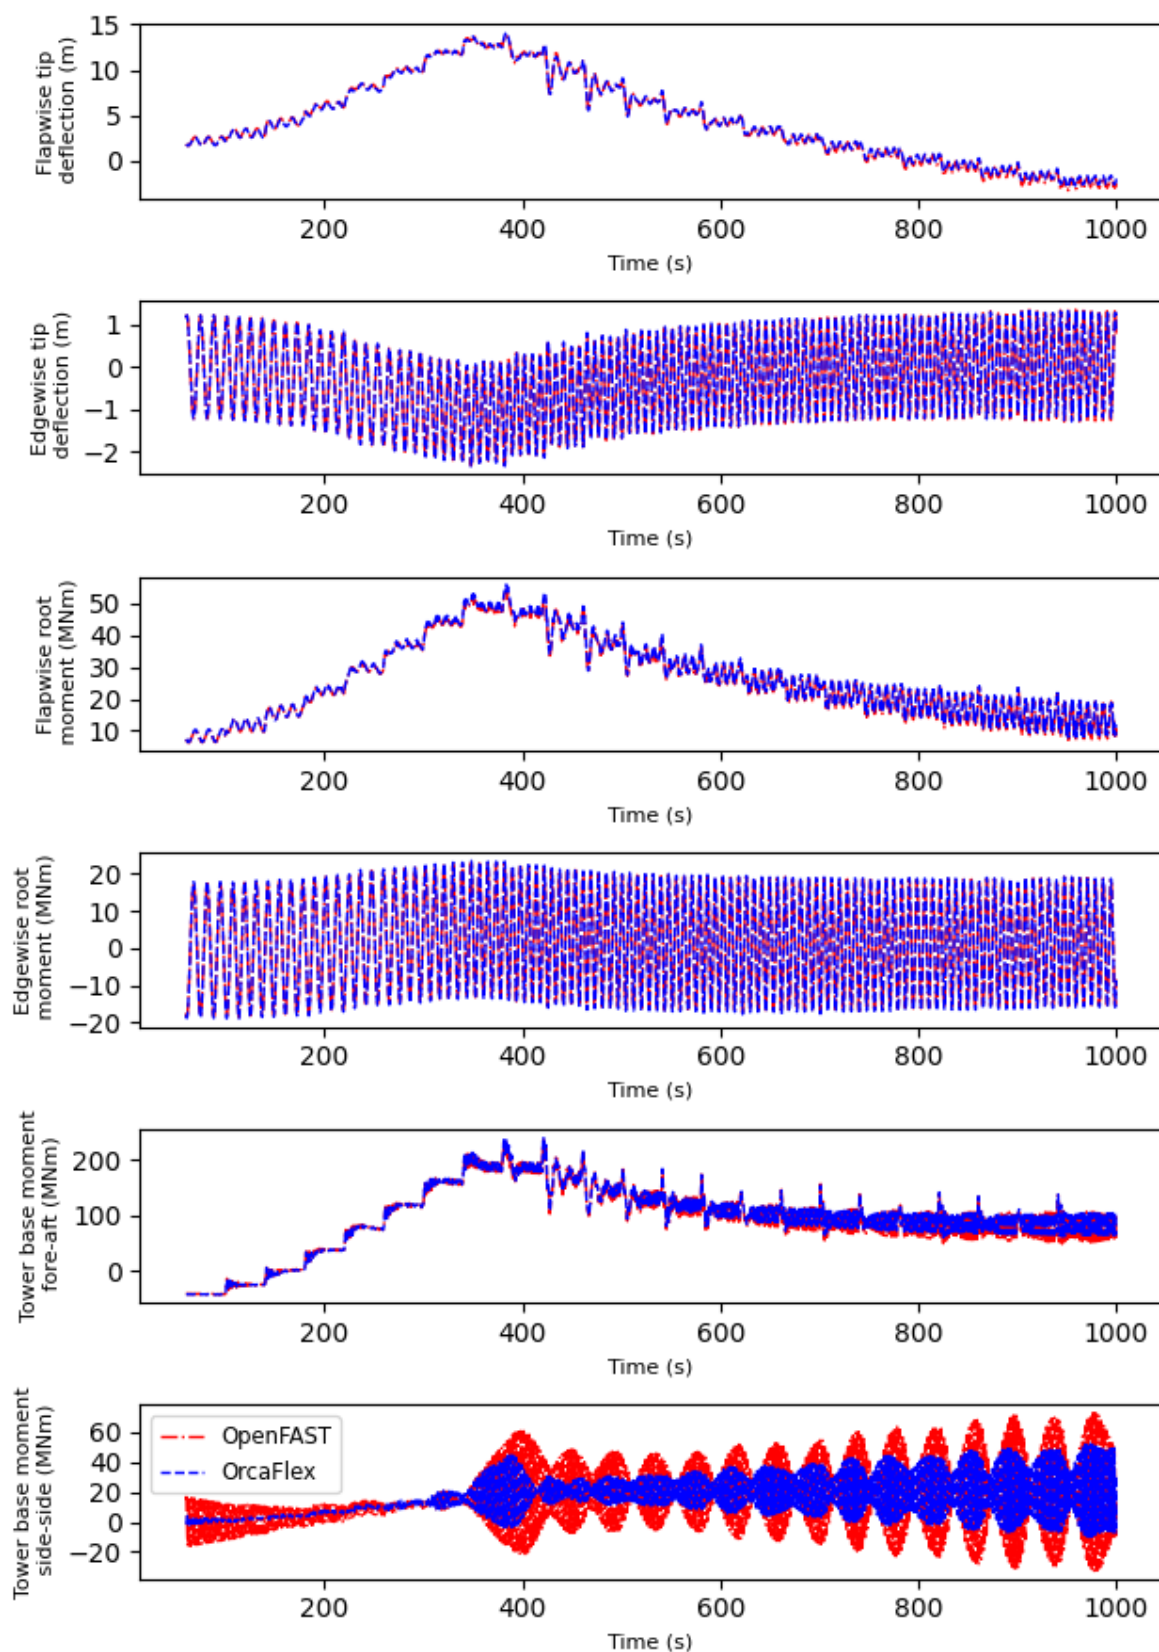 Flapwise tip
deflection (m)
15
10
5
0
200 400 600 800 1000
Time (s)
Edgewise tip
deflection (m)
1
0
−1
−2
200 400 600 800 1000
Time (s)
Flapwise root
moment (MNm)
50
40
30
20
10
200 400 600 800 1000
Time (s)
Edgewise root
moment (MNm)
20
10
0
−10
−20
200 400 600 800 1000
Time (s)
Tower base moment
fore-aft (MNm)
200
100
0
200 400 600 800 1000
Time (s)
Tower base moment
side-side (MNm)
60
40
20
0
−20
OpenFAST
OrcaFlex
200 400 600 800 1000
Time (s)